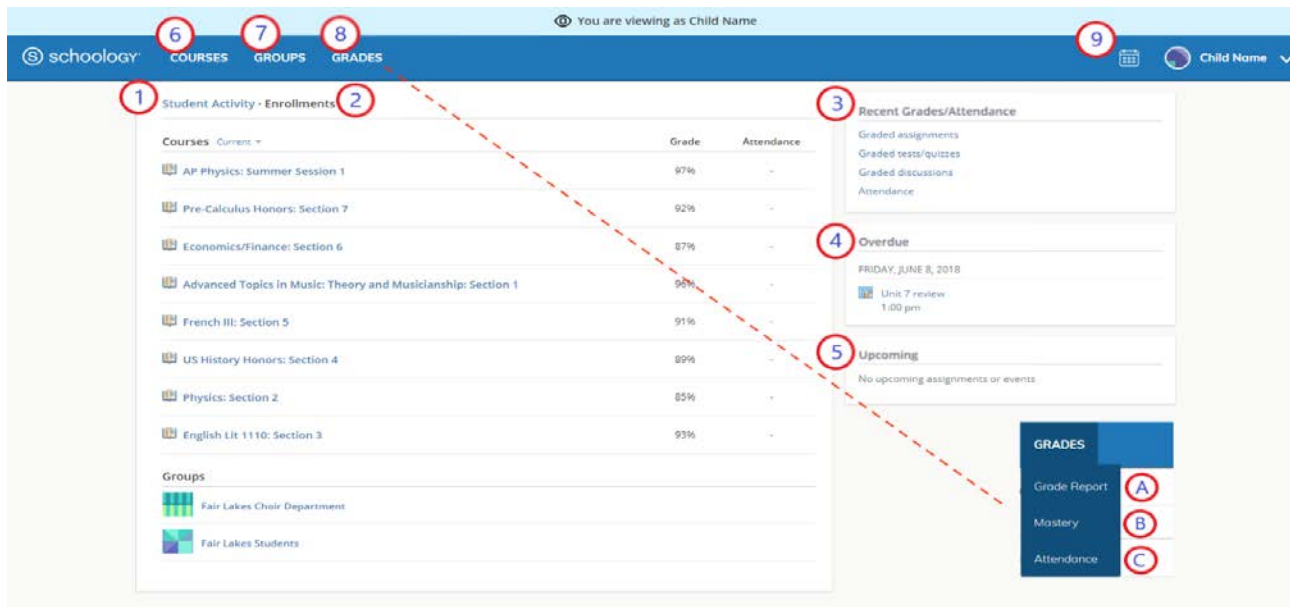 You are viewing as Child Name
6 7 8 9
schoology COURSES GROUPS GRADES Child Name
1 Student Activity · Enrollments 2
Courses Current Grade Attendance
AP Physics: Summer Session 1 97% -
Pre-Calculus Honors: Section 7 92% -
Economics/Finance: Section 6 87% -
Advanced Topics in Music: Theory and Musicianship: Section 1 96% -
French III: Section 5 91% -
US History Honors: Section 4 89% -
Physics: Section 2 85% -
English Lit 1110: Section 3 93% -
Groups
Fair Lakes Choir Department
Fair Lakes Students
3 Recent Grades/Attendance
Graded assignments
Graded tests/quizzes
Graded discussions
Attendance
4 Overdue
FRIDAY, JUNE 8, 2018
Unit 7 review
1:00 pm
5 Upcoming
No upcoming assignments or events
GRADES
Grade Report A
Mastery B
Attendance C